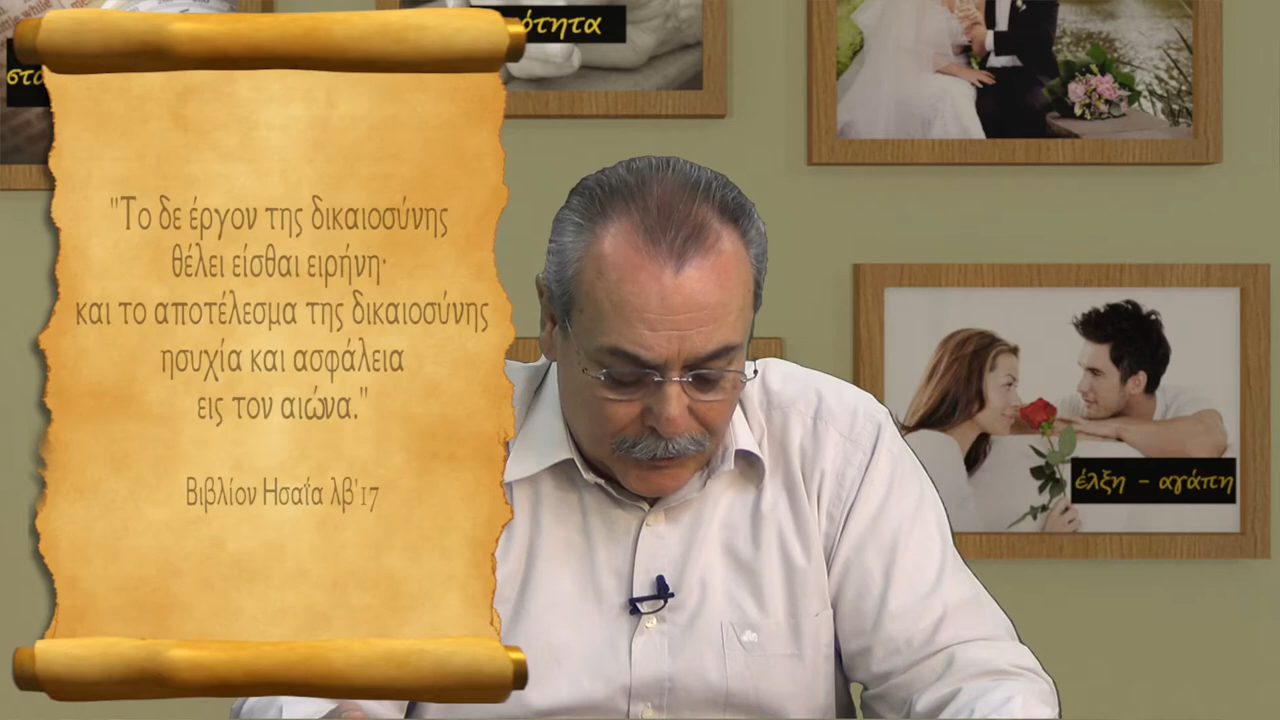 "Το δε έργον της δικαιοσύνης
θέλει είσθαι ειρήνη·
και το αποτέλεσμα της δικαιοσύνης
ησυχία και ασφάλεια
εις τον αιώνα."
Βιβλίον Ησαΐα λβ'17
έλξη - αγάπη